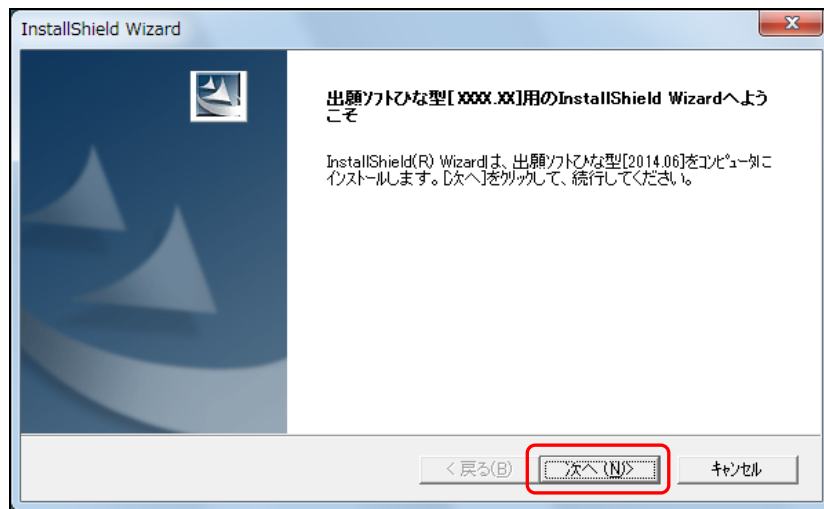 InstallShield Wizard
出願ソフトひな型[ XXXX.XX]用のInstallShield Wizardへよう
こそ
InstallShield(R) Wizardは、出願ソフトひな型[2014.06]をコンピュータに
インストールします。[次へ]をクリックして、続行してください。
< 戻る(B) 次へ (N)> キャンセル